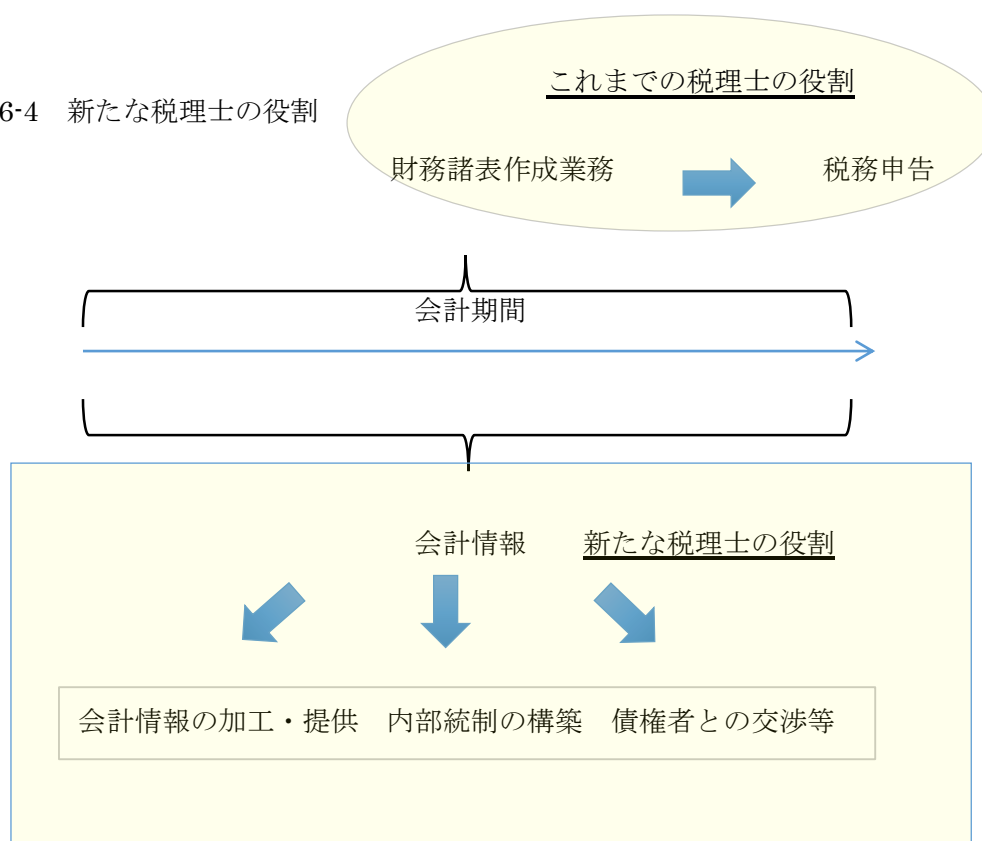 これまでの税理士の役割
6-4 新たな税理士の役割
財務諸表作成業務 税務申告
会計期間
会計情報 新たな税理士の役割
会計情報の加工・提供 内部統制の構築 債権者との交渉等